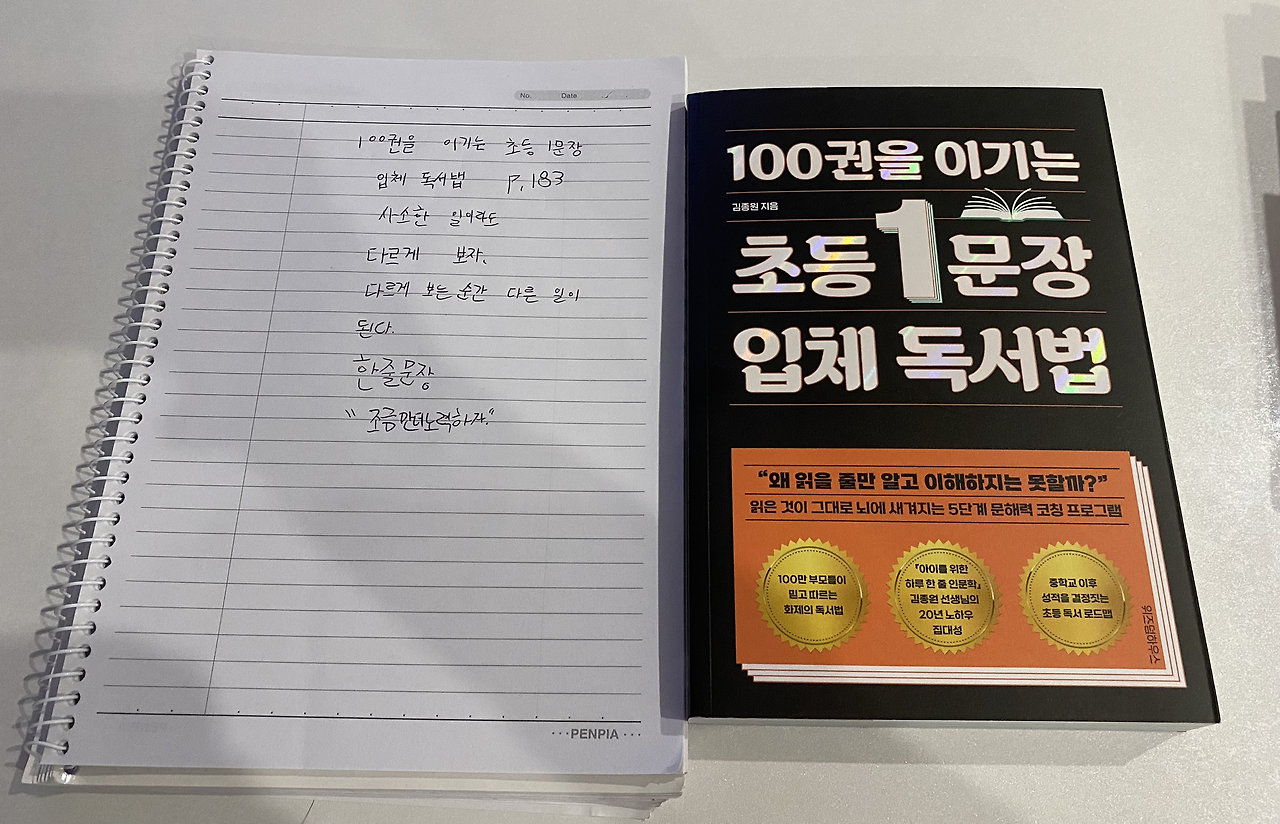 No. Date
100권을 이기는 초등 1문장
입체 독서뱁 P.183
사소한 일이라도
다르게 보자.
다르게 보는 순간 다른 일이
된다.
한줄문장
"조금만더노력하자."
...PENPIA...
100권을 이기는
김종원 지음
초등 1 문장
입체 독서법
“왜 읽을 줄만 알고 이해하지는 못할까?”
읽은 것이 그대로 뇌에 새겨지는 5단계 문해력 코칭 프로그램
100만 부모들이
믿고 따르는
화제의 독서법
『아이를 위한
하루 한 줄 인문학』
김종원 선생님의
20년 노하우
집대성
중학교 이후
성적을 결정짓는
초등 독서 로드맵
위즈덤하우스